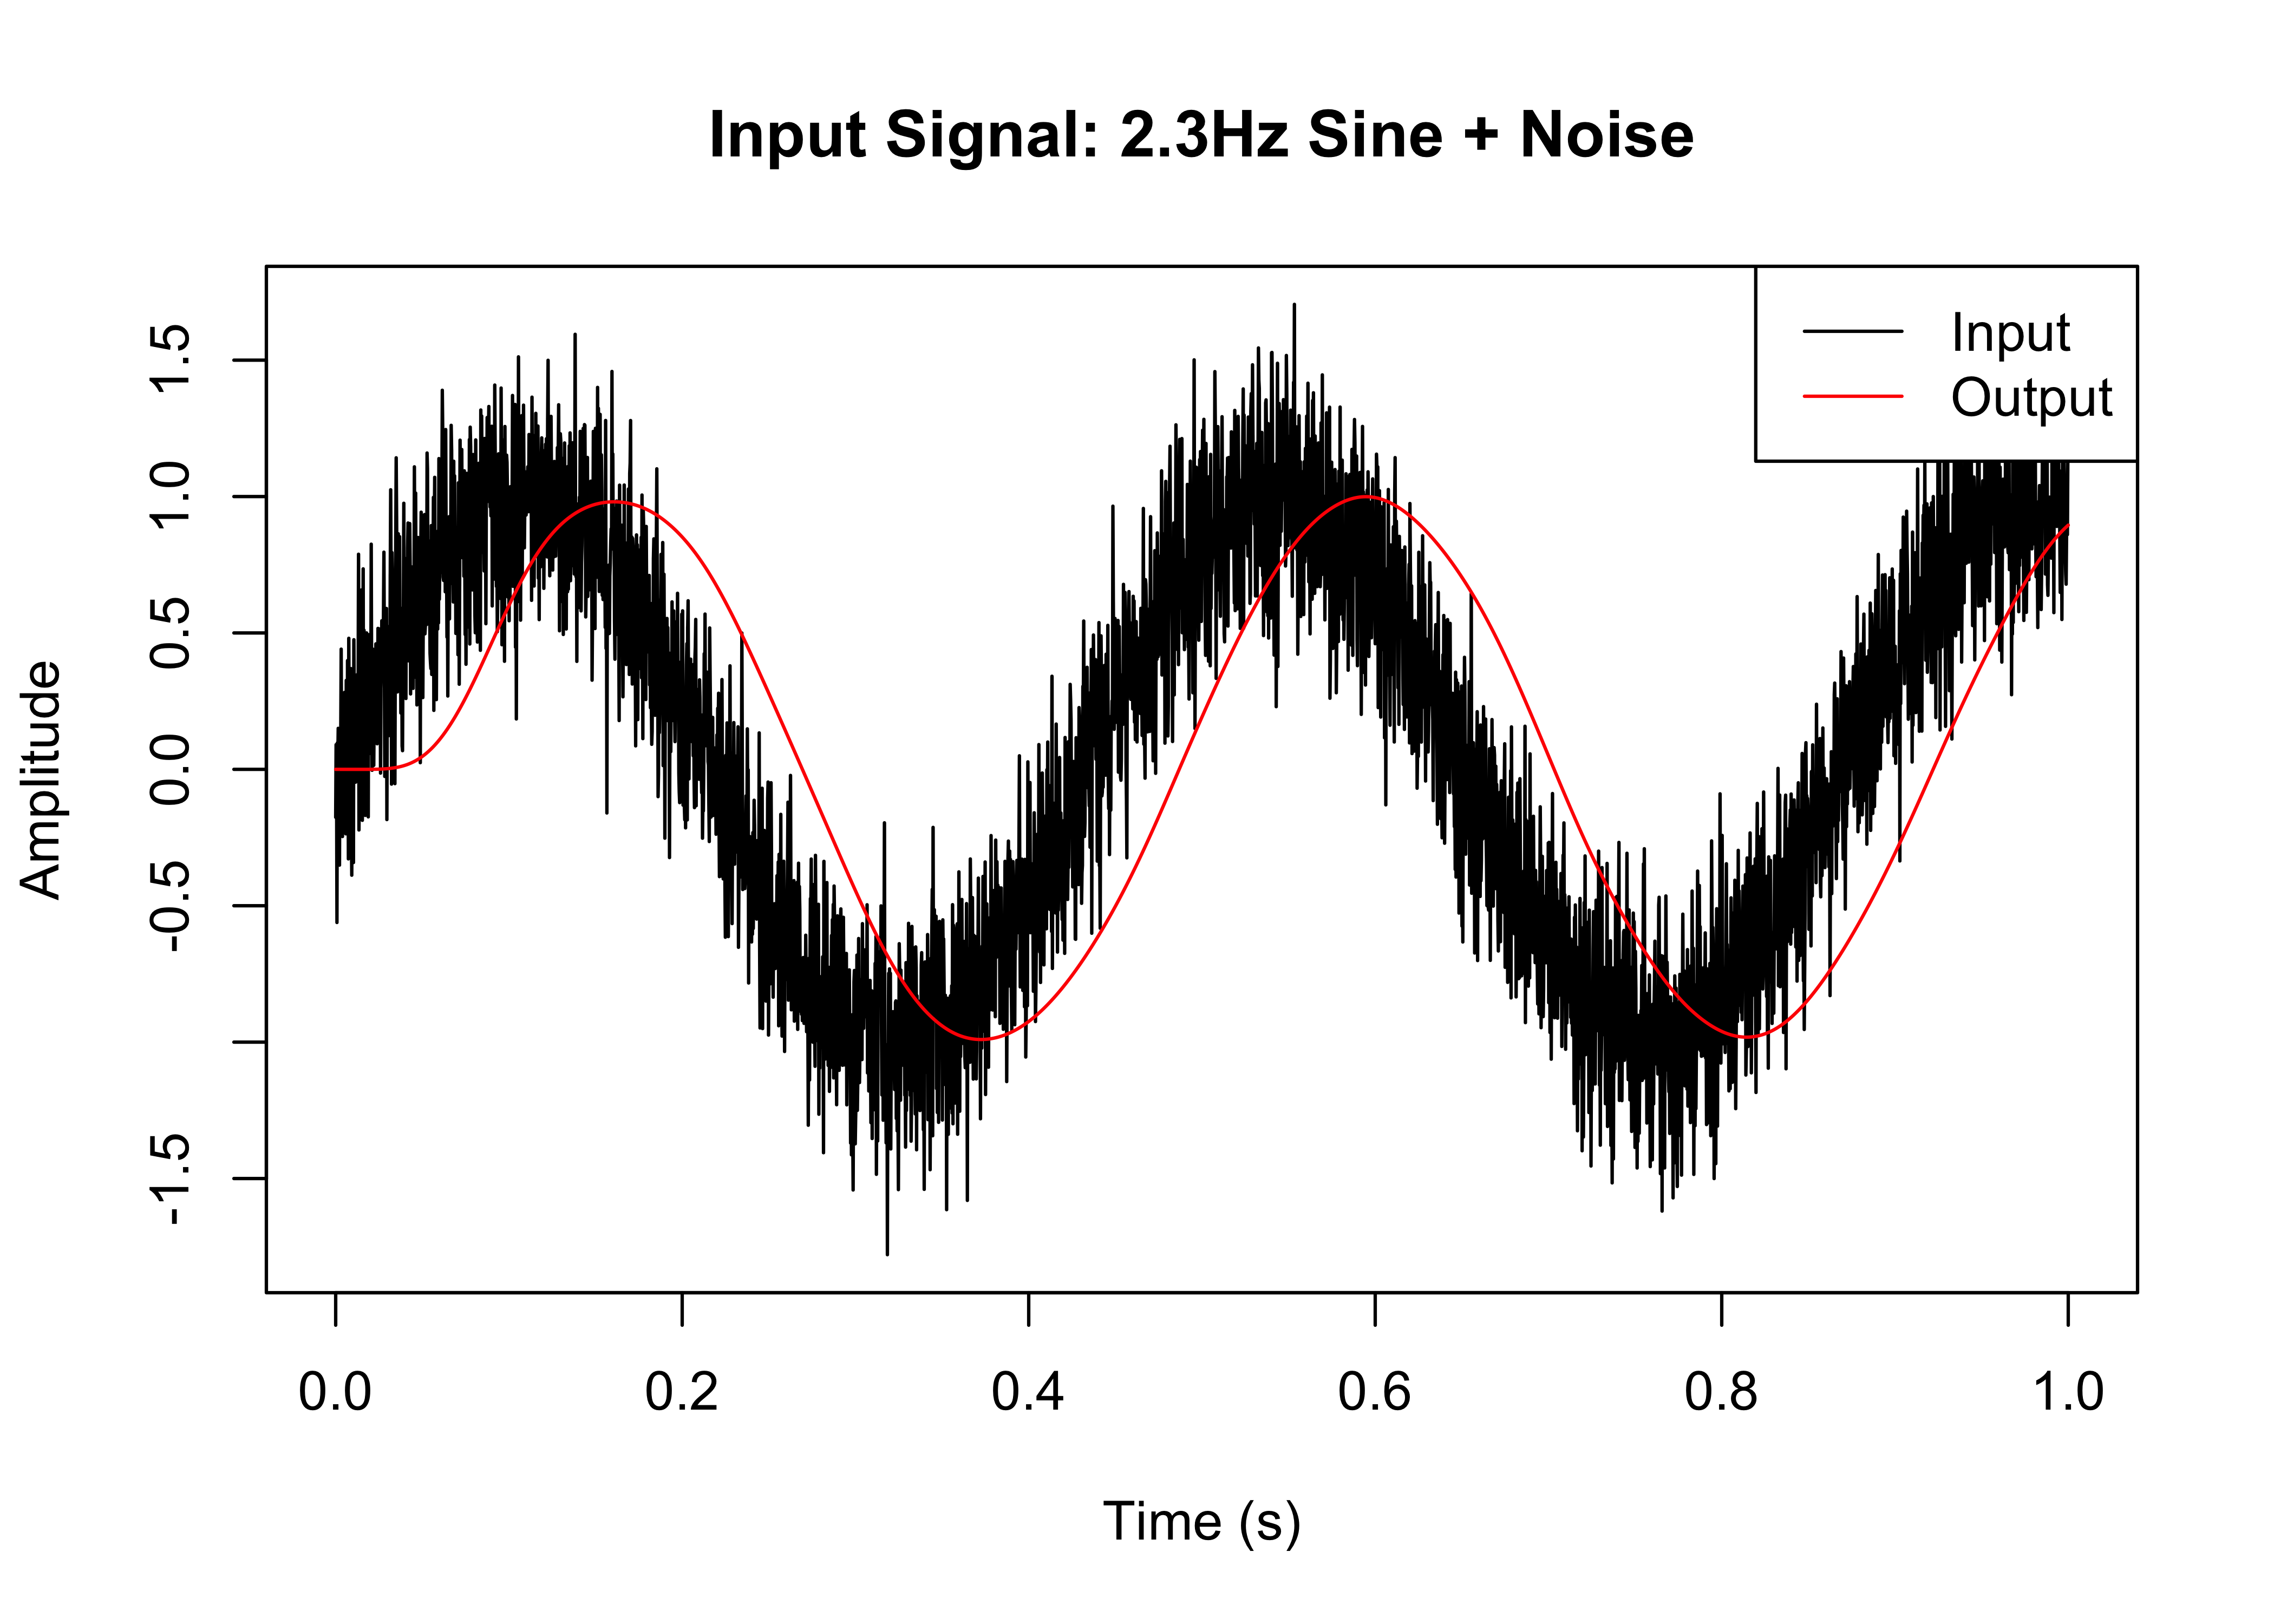 Input Signal: 2.3Hz Sine + Noise
Input
Output
1.5
1.0
0.5
0.0
-0.5
-1.5
Amplitude
0.0 0.2 0.4 0.6 0.8 1.0
Time (s)